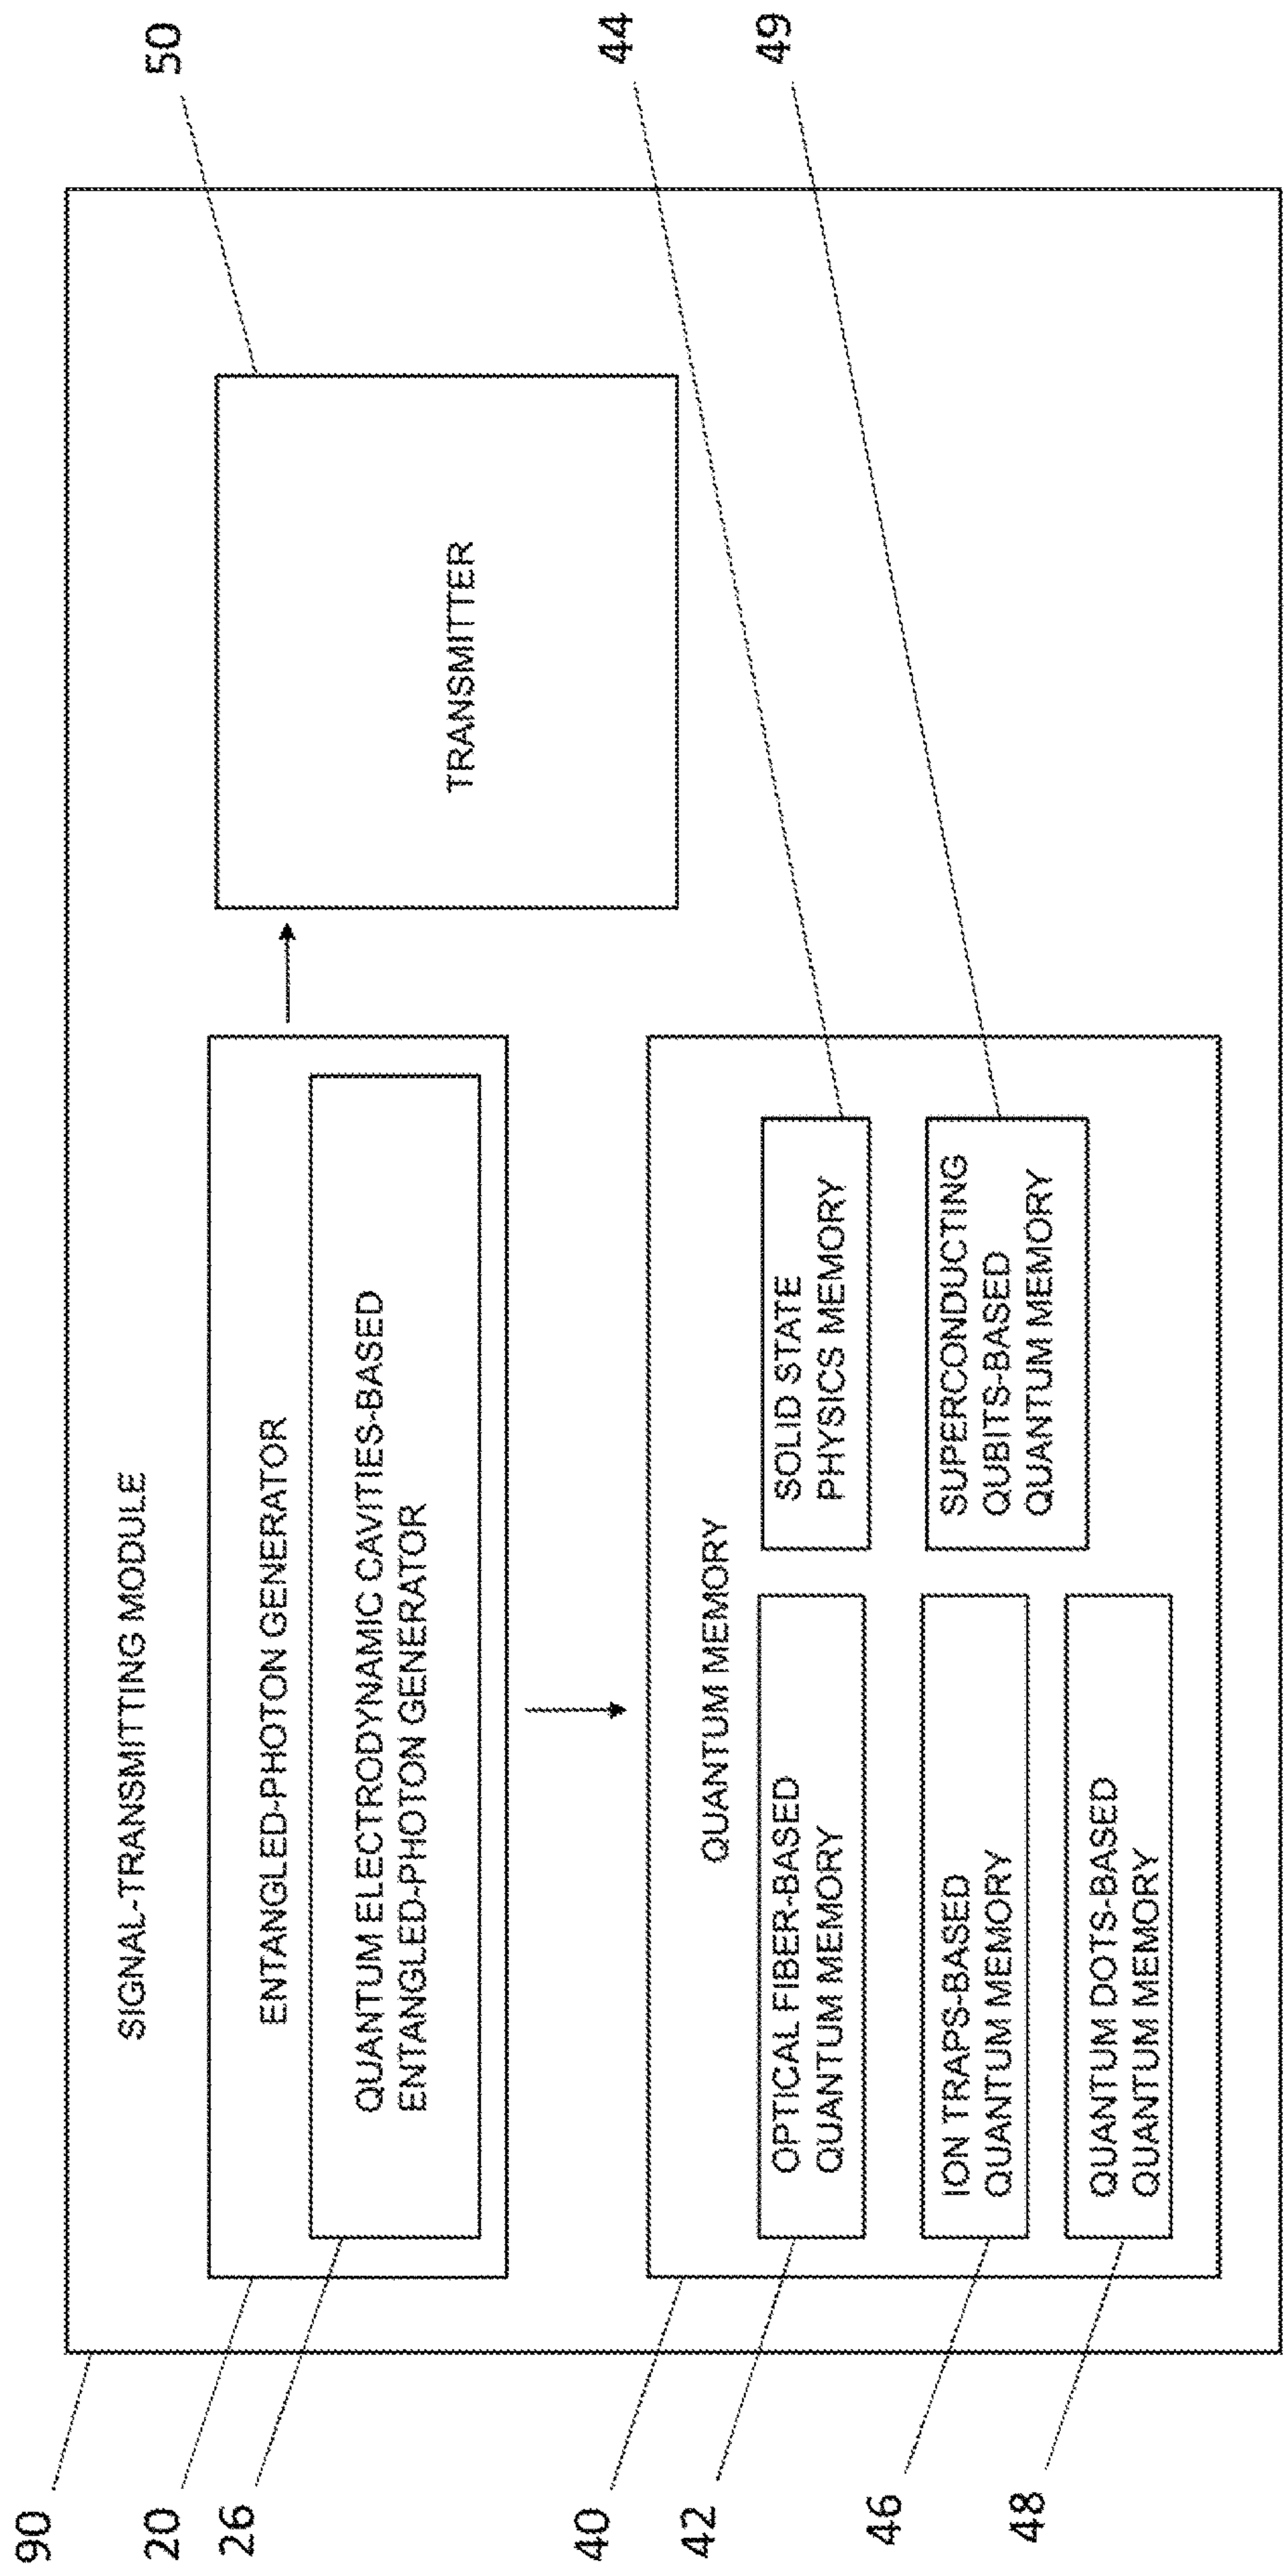 SIGNAL-TRANSMITTING MODULE
ENTANGLED-PHOTON GENERATOR
QUANTUM ELECTRODYNAMIC CAVITIES-BASED
ENTANGLED-PHOTON GENERATOR
TRANSMITTER
QUANTUM MEMORY
OPTICAL FIBER-BASED
QUANTUM MEMORY
SOLID STATE
PHYSICS MEMORY
ION TRAPS-BASED
QUANTUM MEMORY
SUPERCONDUCTING
QUBITS-BASED
QUANTUM MEMORY
QUANTUM DOTS-BASED
QUANTUM MEMORY
90
20
26
40
42
46
48
50
44
49